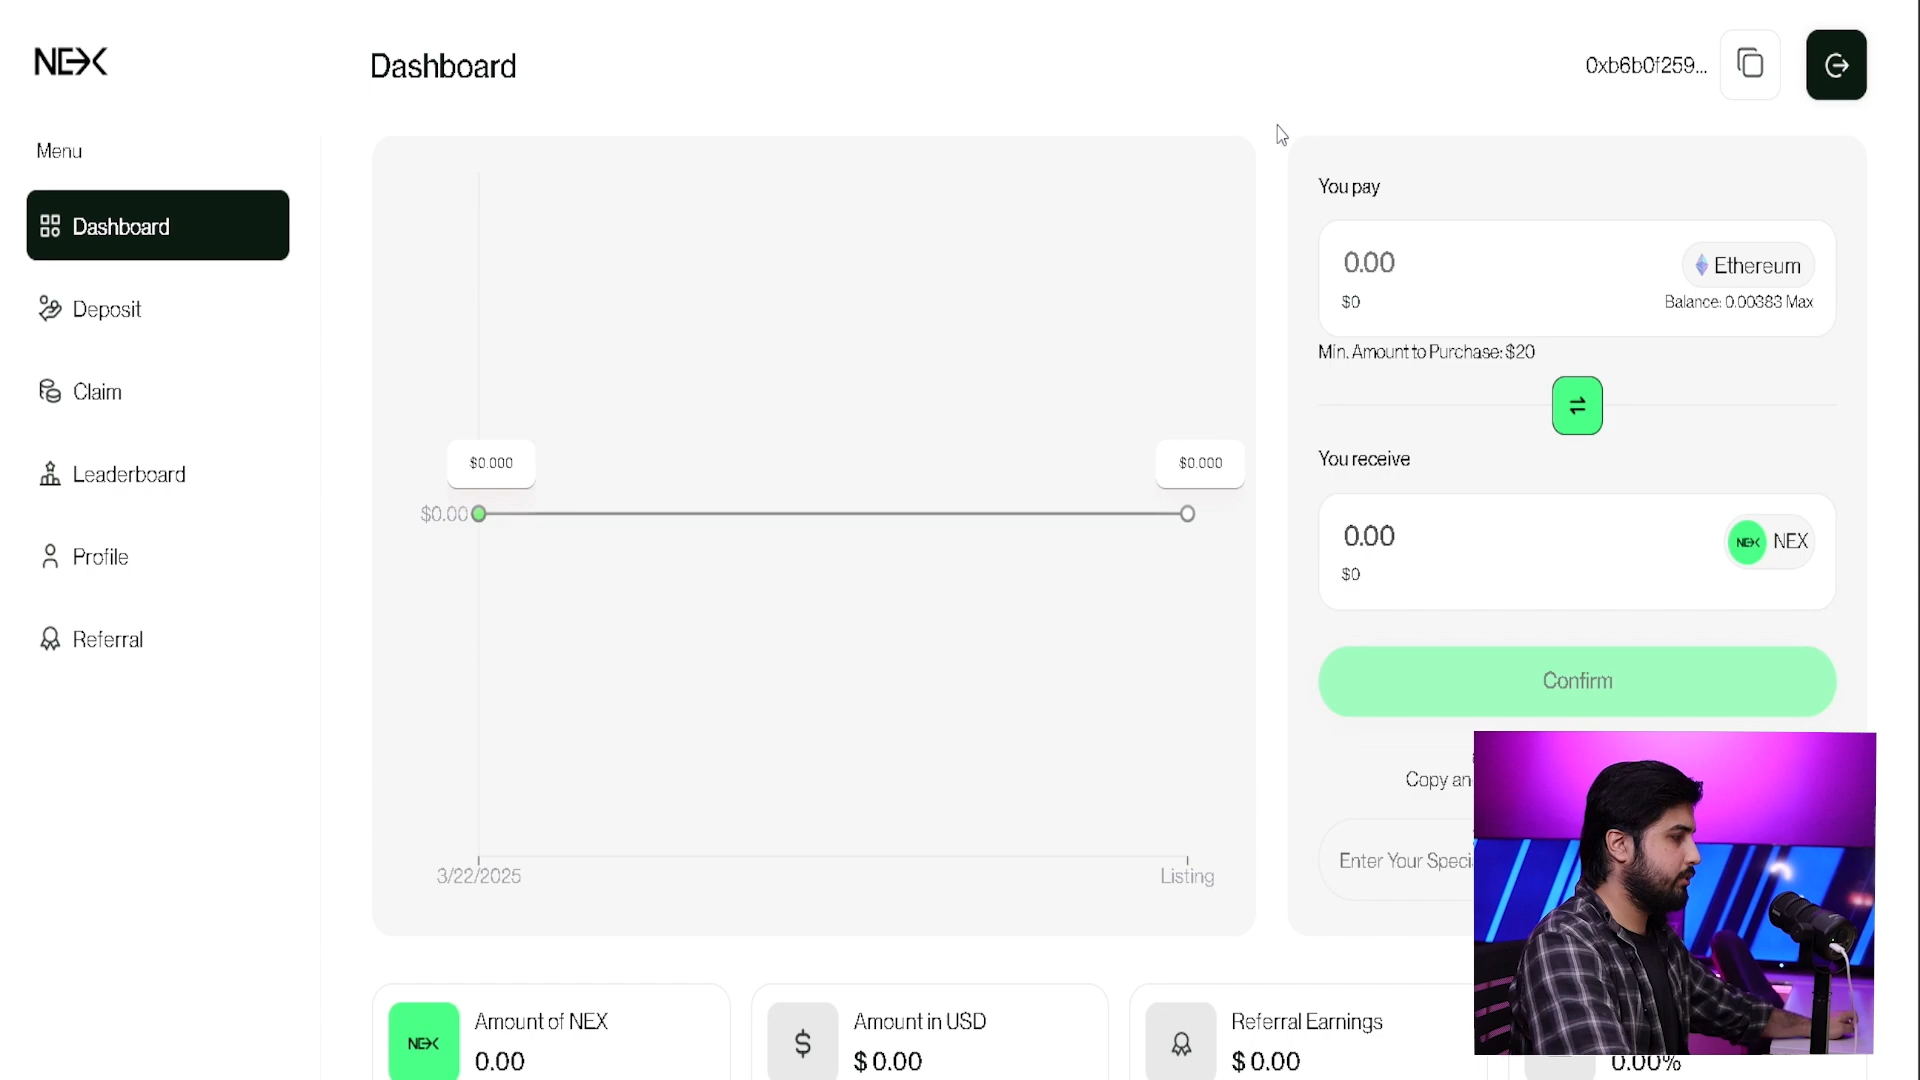 NEX
Dashboard
0xb6b0f259...
Menu
Dashboard
Deposit
Claim
Leaderboard
Profile
Referral
$0.000
$0.000
$0.00
3/22/2025
Listing
You pay
0.00
Ethereum
$0
Balance: 0.00383 Max
Min. Amount to Purchase: $20
You receive
0.00
NEX NEX
$0
Confirm
Copy an
Enter Your Speci
NEX
Amount of NEX
0.00
$
Amount in USD
$ 0.00
Referral Earnings
$ 0.00
0.00%